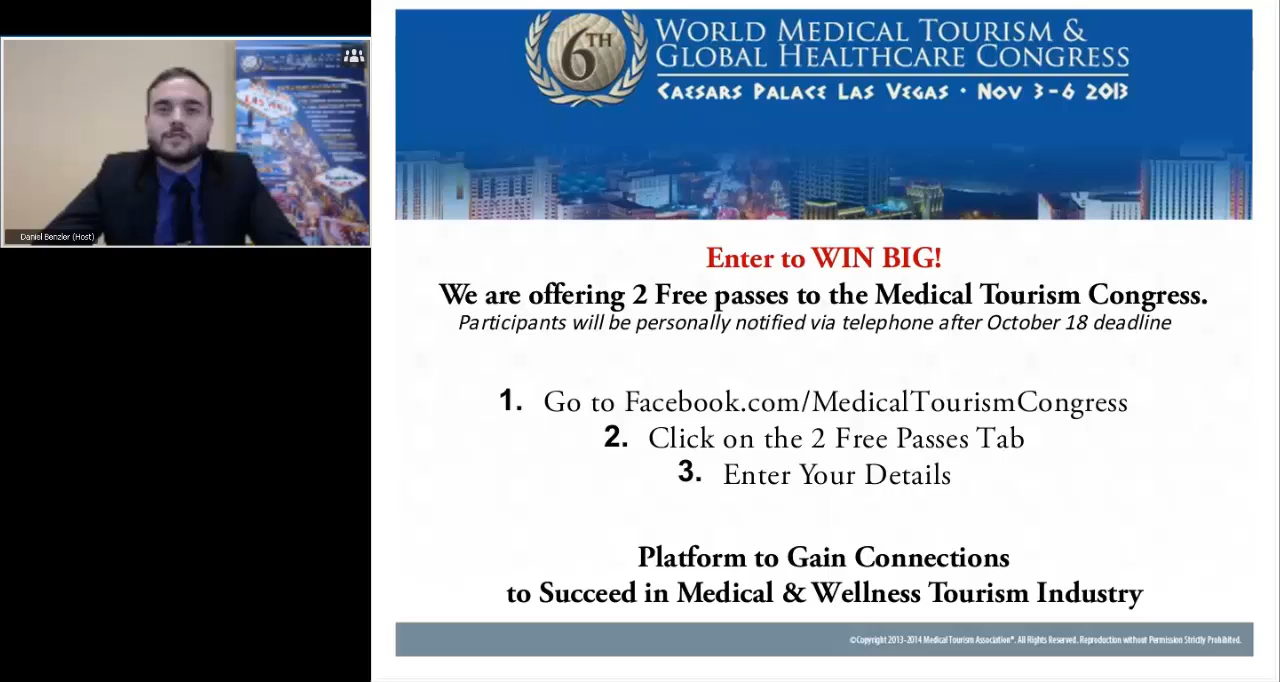 6TH
WORLD MEDICAL TOURISM &
GLOBAL HEALTHCARE CONGRESS
CAESARS PALACE LAS VEGAS · NOV 3-6 2013
Daniel Benzler (Host)
Enter to WIN BIG!
We are offering 2 Free passes to the Medical Tourism Congress.
Participants will be personally notified via telephone after October 18 deadline
1. Go to Facebook.com/MedicalTourismCongress
2. Click on the 2 Free Passes Tab
3. Enter Your Details
Platform to Gain Connections
to Succeed in Medical & Wellness Tourism Industry
©Copyright 2013-2014 Medical Tourism Association®. All Rights Reserved. Reproduction without Permission Strictly Prohibited.